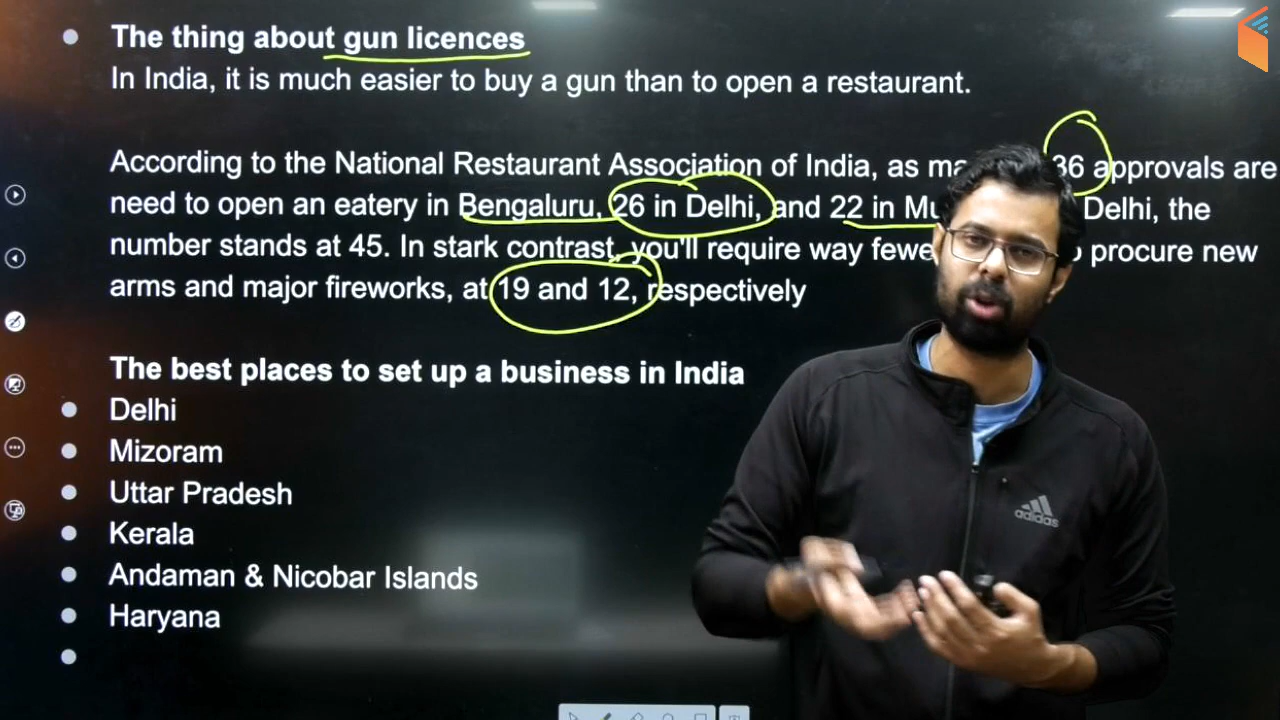 The thing about gun licences
In India, it is much easier to buy a gun than to open a restaurant.
According to the National Restaurant Association of India, as 36 approvals are
need to open an eatery in Bengaluru, 26 in Delhi, and 22 in Delhi, the
number stands at 45. In stark contrast, you'll require way procure new
arms and major fireworks, at 19 and 12, respectively
The best places to set up a business in India
Delhi
Mizoram
Uttar Pradesh
Kerala
Andaman & Nicobar Islands
Haryana
adidas